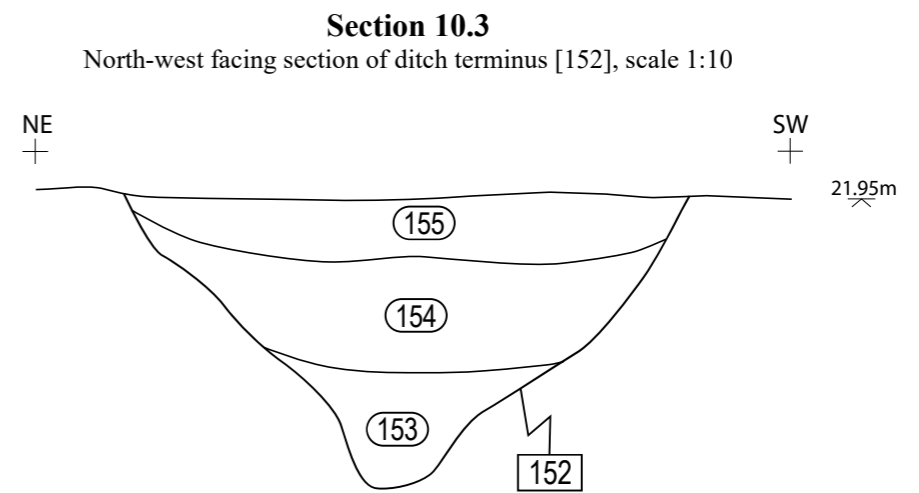 Section 10.3
North-west facing section of ditch terminus [152], scale 1:10
NE
SW
21.95m
155
154
153
152